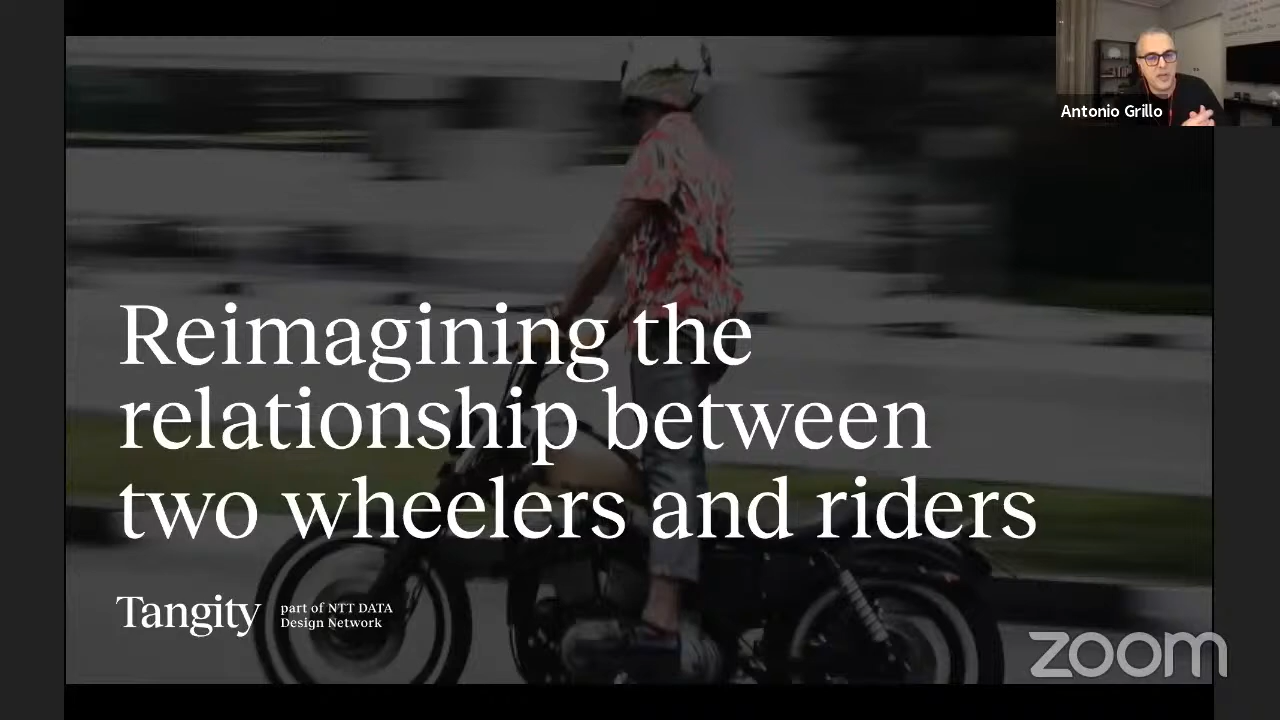 Antonio Grillo
Reimagining the
relationship between
two wheelers and riders
Tangity
part of NTT DATA
Design Network
zoom